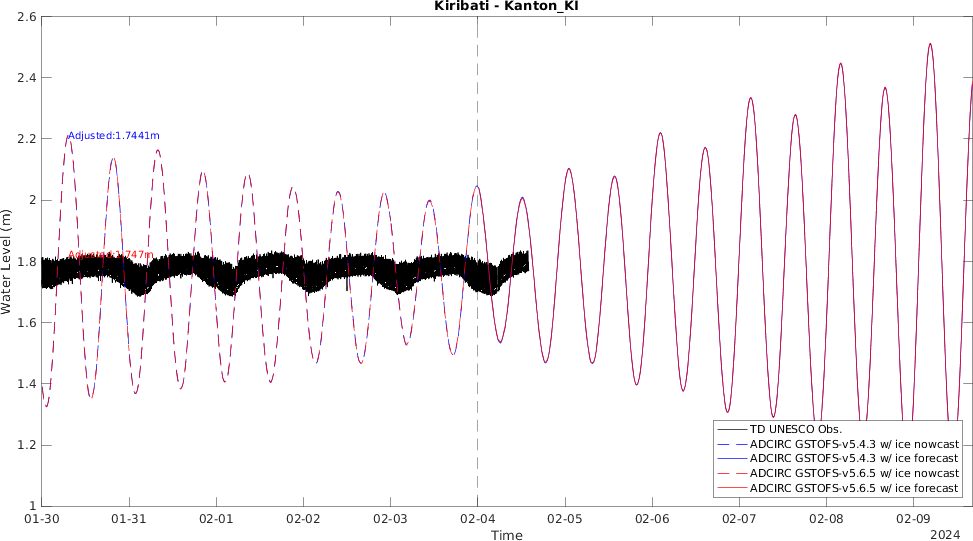 Kiribati - Kanton_KI
2.6
2.4
2.2
2
1.8
1.6
1.4
1.2
1
Water Level (m)
Adjusted:1.7441m
Adjusted:1.747m
TD UNESCO Obs.
ADCIRC GSTOFS-v5.4.3 w/ ice nowcast
ADCIRC GSTOFS-v5.4.3 w/ ice forecast
ADCIRC GSTOFS-v5.6.5 w/ ice nowcast
ADCIRC GSTOFS-v5.6.5 w/ ice forecast
01-30 01-31 02-01 02-02 02-03 02-04 02-05 02-06 02-07 02-08 02-09
Time
2024